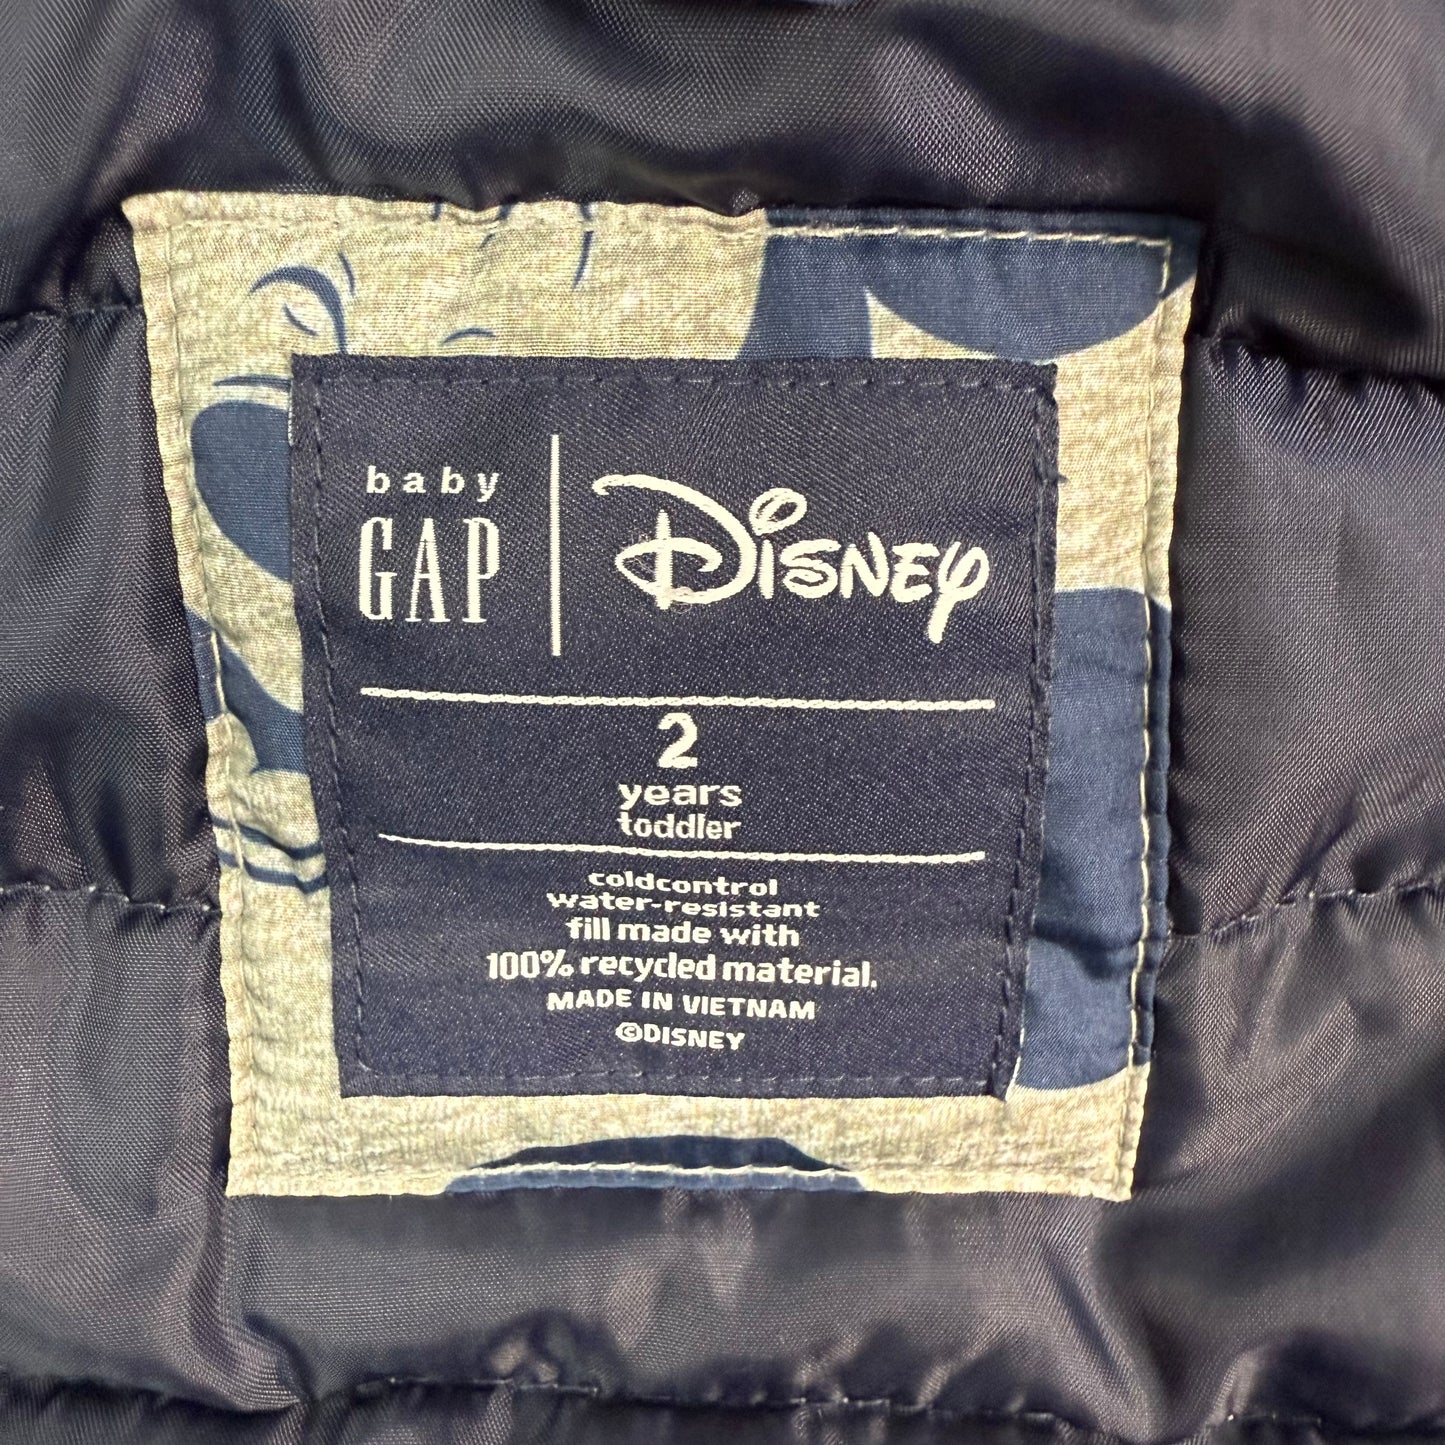 baby
GAP
Disney
2
years
toddler
coldcontrol
water-resistant
fill made with
100% recycled material.
MADE IN VIETNAM
©DISNEY